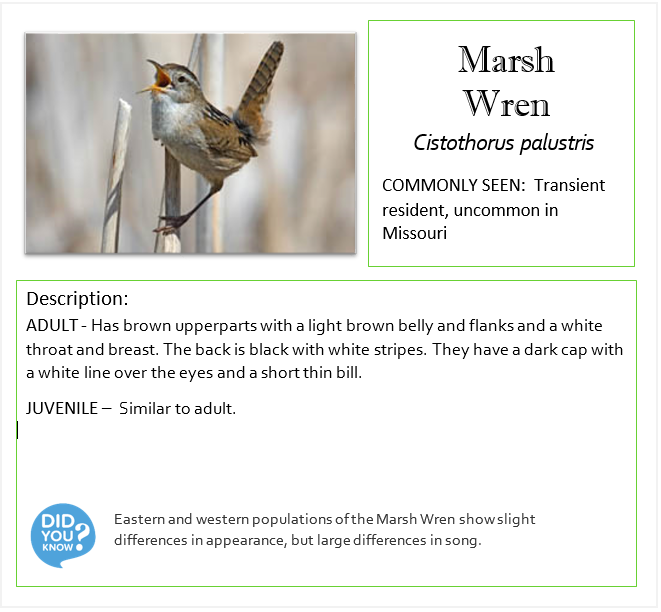 Marsh
Wren
Cistothorus palustris
COMMONLY SEEN: Transient
resident, uncommon in
Missouri
Description:
ADULT - Has brown upperparts with a light brown belly and flanks and a white
throat and breast. The back is black with white stripes. They have a dark cap with
a white line over the eyes and a short thin bill.
JUVENILE – Similar to adult.
DID
YOU
KNOW?
Eastern and western populations of the Marsh Wren show slight
differences in appearance, but large differences in song.